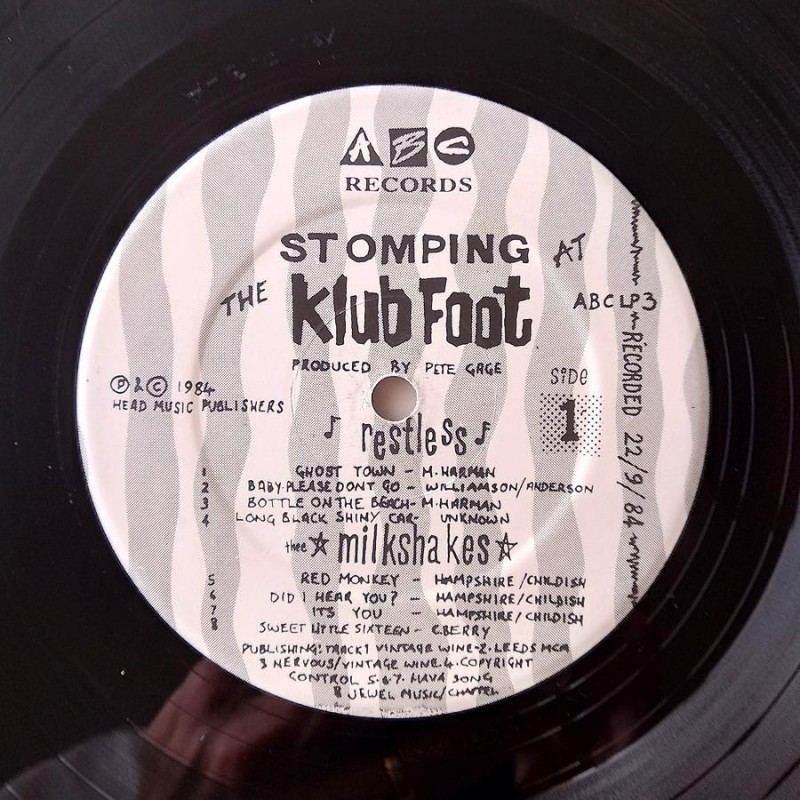 ABC
RECORDS
STOMPING AT
THE Klub Foot
ABC LP3
PRODUCED BY PETE GAGE
℗ & © 1984
HEAD MUSIC PUBLISHERS
SiDe
1
RECORDED 22/9/84
♪ restless ♪
1 GHOST TOWN - M. HARMAN
2 BABY PLEASE DONT GO - WILLIAMSON/ANDERSON
3 BOTTLE ON THE BEACH - M. HARMAN
4 LONG BLACK SHINY CAR - UNKNOWN
thee ☆ milkshakes ☆
5 RED MONKEY - HAMPSHIRE/CHILDISH
6 DID I HEAR YOU? - HAMPSHIRE/CHILDISH
7 ITS YOU - HAMPSHIRE/CHILDISH
8 SWEET LITTLE SIXTEEN - C. BERRY
PUBLISHING: TRACK 1 VINTAGE WINE · 2. LEEDS MCA
3 NERVOUS/VINTAGE WINE. 4. COPYRIGHT
CONTROL 5.6.7. HAVA SONG
8 JEWEL MUSIC/CHAPPEL